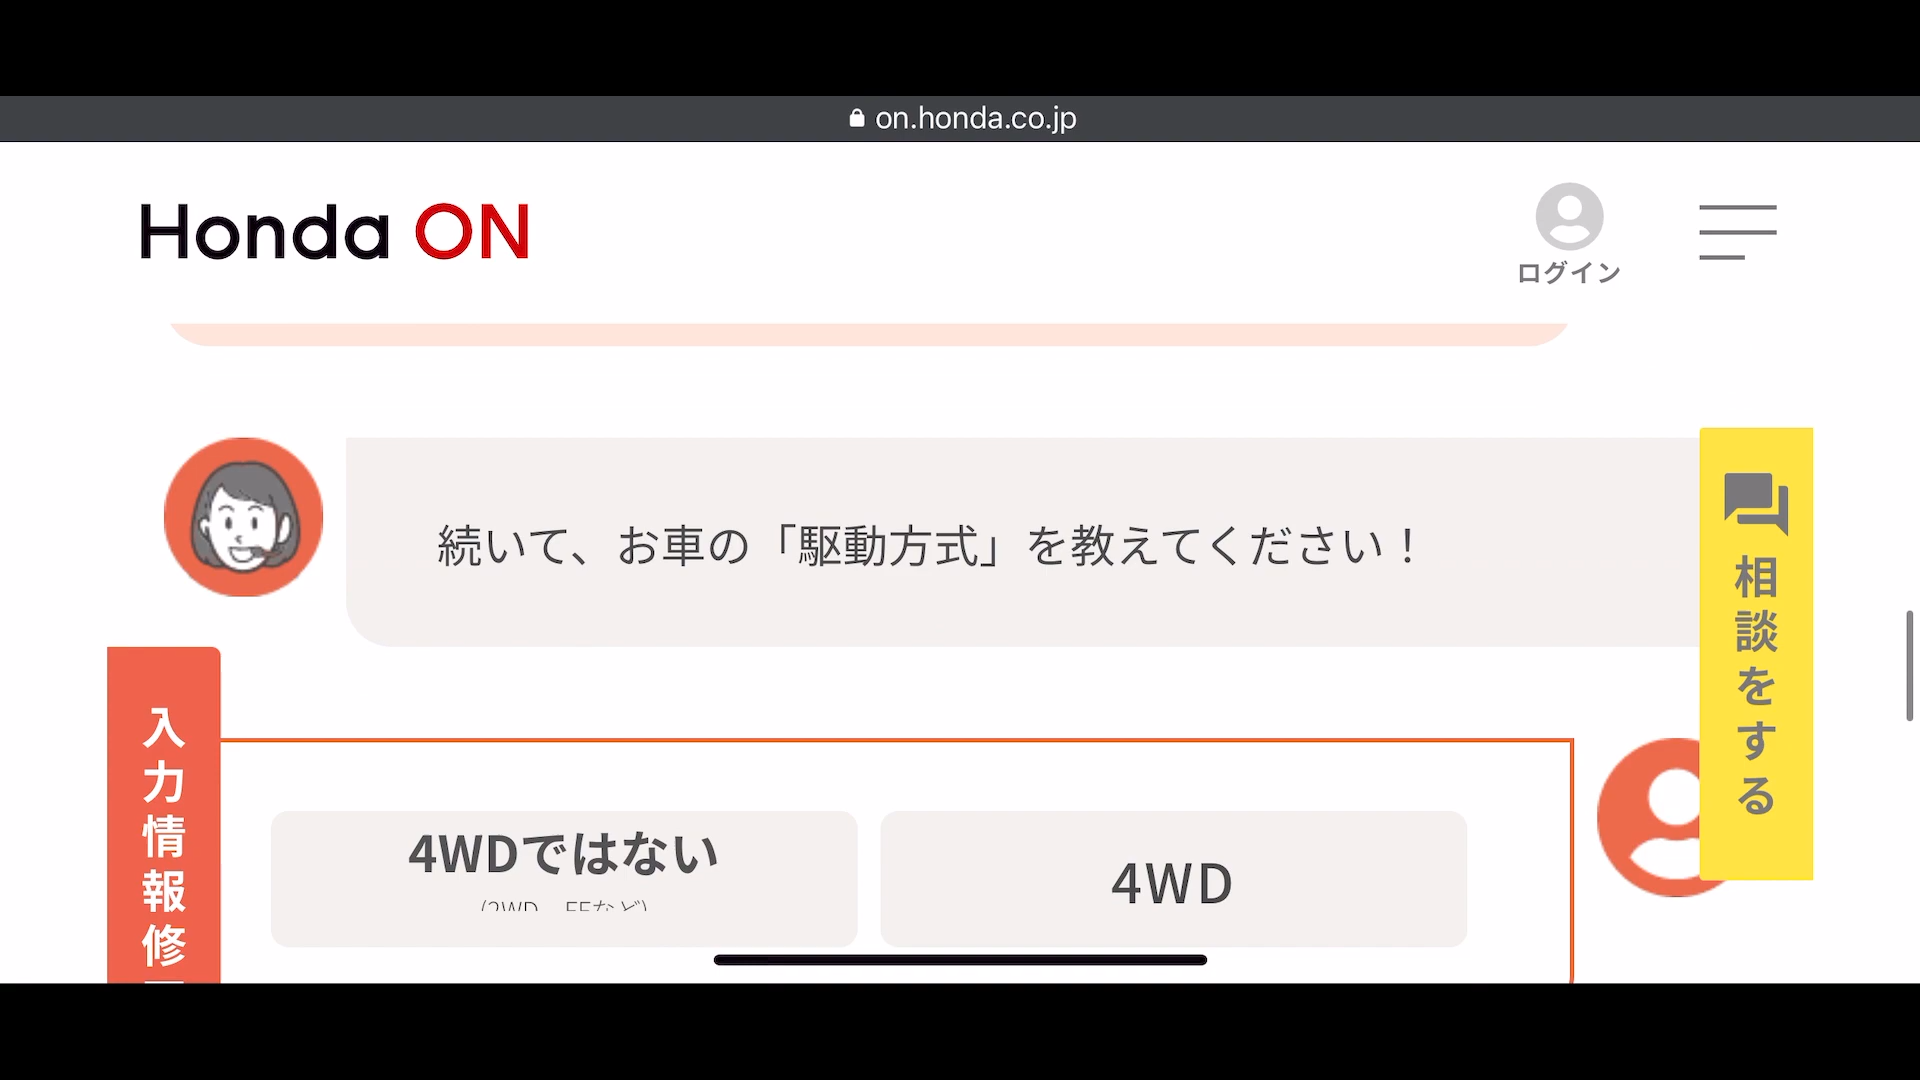 on.honda.co.jp
Honda ON
ログイン
続いて、お車の「駆動方式」を教えてください！
相談をする
入力情報修
4WDではない
4WD